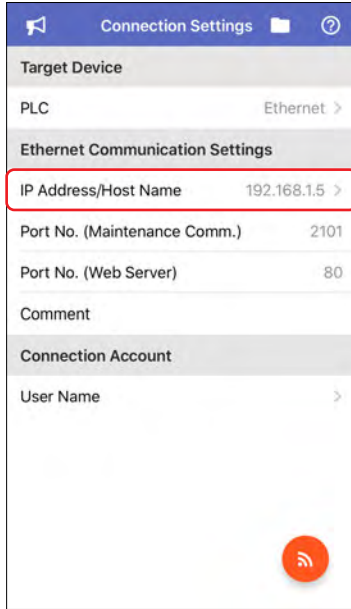 Connection Settings
Target Device
PLC Ethernet
Ethernet Communication Settings
IP Address/Host Name 192.168.1.5
Port No. (Maintenance Comm.) 2101
Port No. (Web Server) 80
Comment
Connection Account
User Name